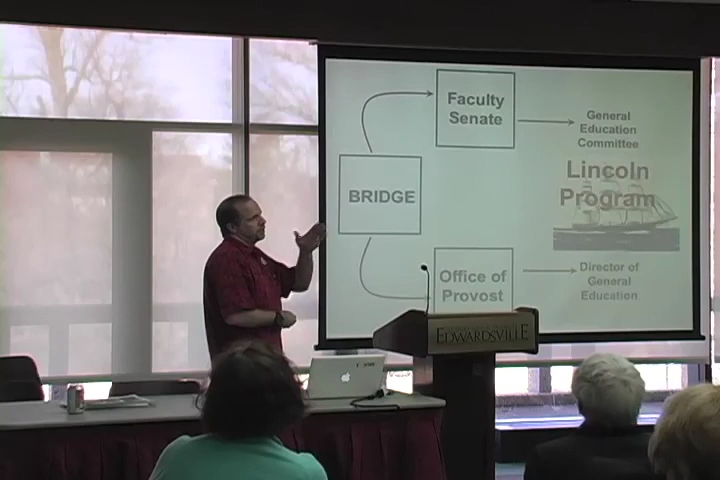 Faculty
Senate
General
Education
Committee
BRIDGE
Lincoln
Program
Office of
Provost
Director of
General
Education
EDWARDSVILLE